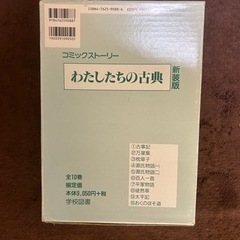 コミックストーリー
わたしたちの古典
新装版
全10巻
揃定価
本体9,050円+税
学校図書
①古事記
②万葉集
③枕草子
④源氏物語㈠
⑤源氏物語㈡
⑥百人一首
⑦平家物語
⑧徒然草
⑨太平記
⑩おくのほそ道